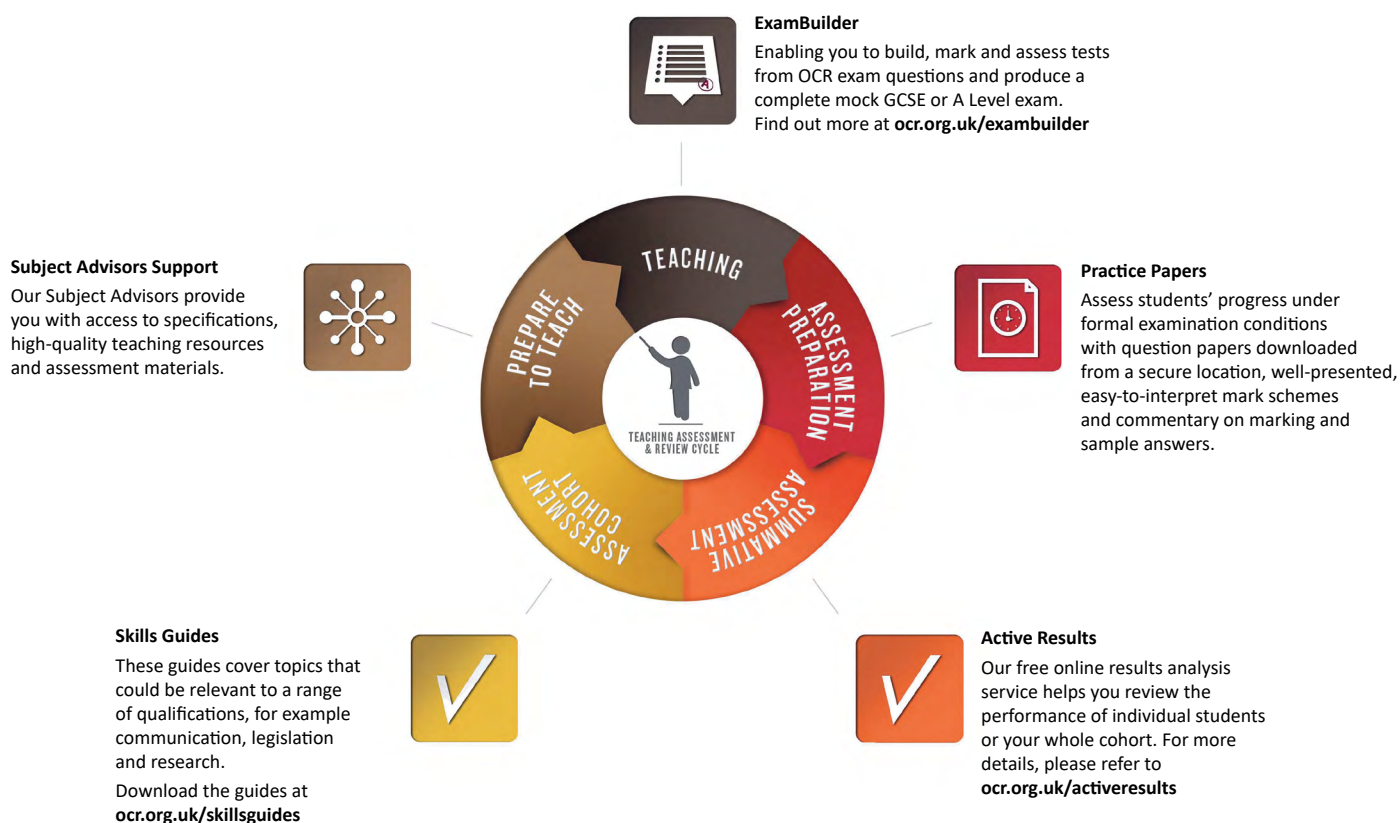 ExamBuilder
Enabling you to build, mark and assess tests
from OCR exam questions and produce a
complete mock GCSE or A Level exam.
Find out more at ocr.org.uk/exambuilder
Subject Advisors Support
Our Subject Advisors provide
you with access to specifications,
high-quality teaching resources
and assessment materials.
Practice Papers
Assess students’ progress under
formal examination conditions
with question papers downloaded
from a secure location, well-presented,
easy-to-interpret mark schemes
and commentary on marking and
sample answers.
TEACHING
ASSESSMENT
PREPARATION
SUMMATIVE
ASSESSMENT
ASSESSMENT
COHORT
PREPARE
TO TEACH
TEACHING ASSESSMENT
& REVIEW CYCLE
Skills Guides
These guides cover topics that
could be relevant to a range
of qualifications, for example
communication, legislation
and research.
Download the guides at
ocr.org.uk/skillsguides
Active Results
Our free online results analysis
service helps you review the
performance of individual students
or your whole cohort. For more
details, please refer to
ocr.org.uk/activeresults
A